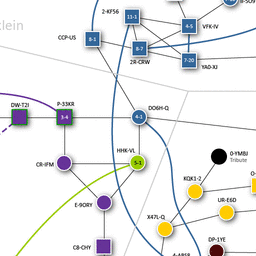 2-KF56
11-1
4-5
VFK-IV
CCP-US
8-1
8-7
2R-CRW
7-20
YAO-XJ
klein
DW-T2I
P-33KR
3-4
DO6H-Q
4-1
HHK-VL
5-1
CR-IFM
0-YMBJ
Tribute
KQK1-2
E-9ORY
UR-E6D
X47L-Q
C8-CHY
DP-1YE